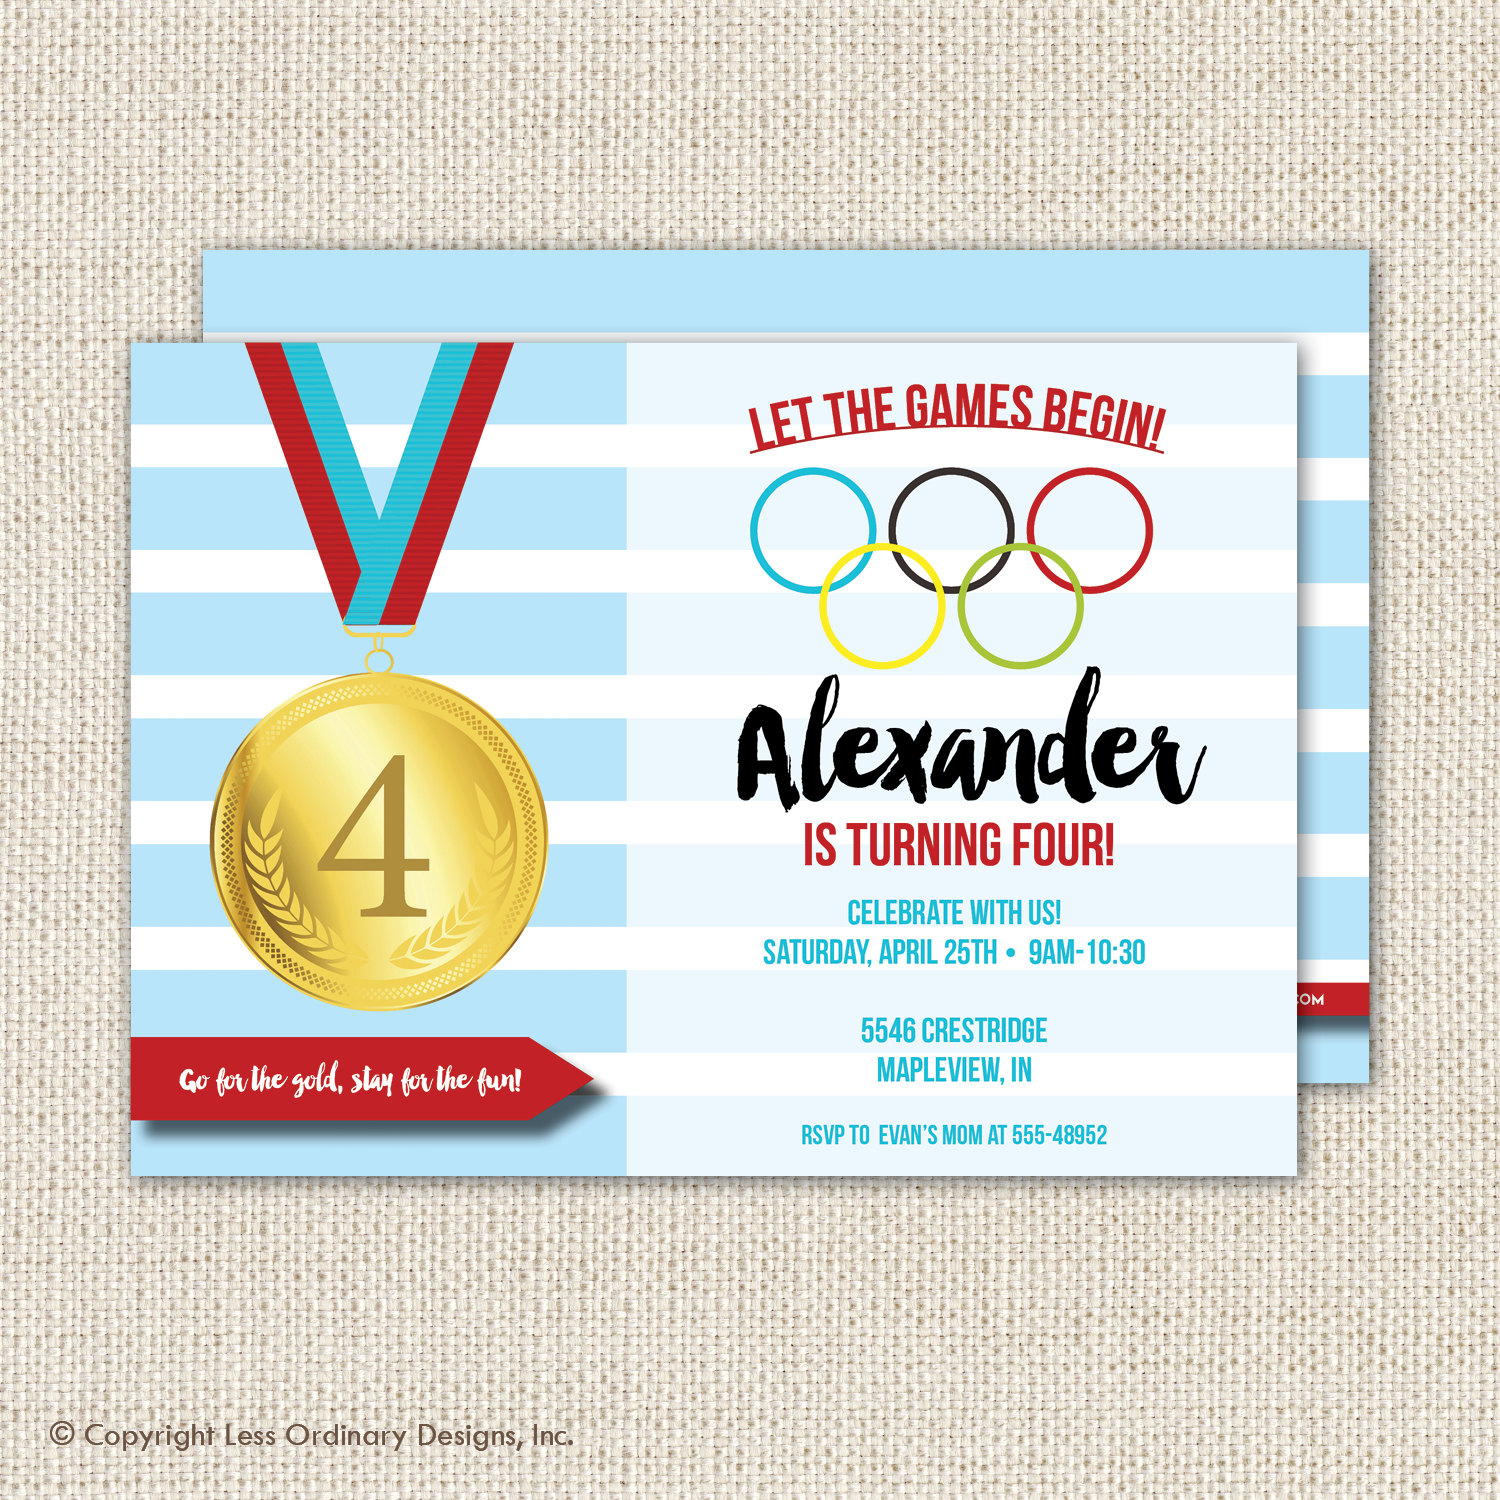 LET THE GAMES BEGIN!
4
Alexander
IS TURNING FOUR!
CELEBRATE WITH US!
SATURDAY, APRIL 25TH • 9AM-10:30
5546 CRESTRIDGE
MAPLEVIEW, IN
RSVP TO EVAN'S MOM AT 555-48952
Go for the gold, stay for the fun!
.COM
© Copyright Less Ordinary Designs, Inc.